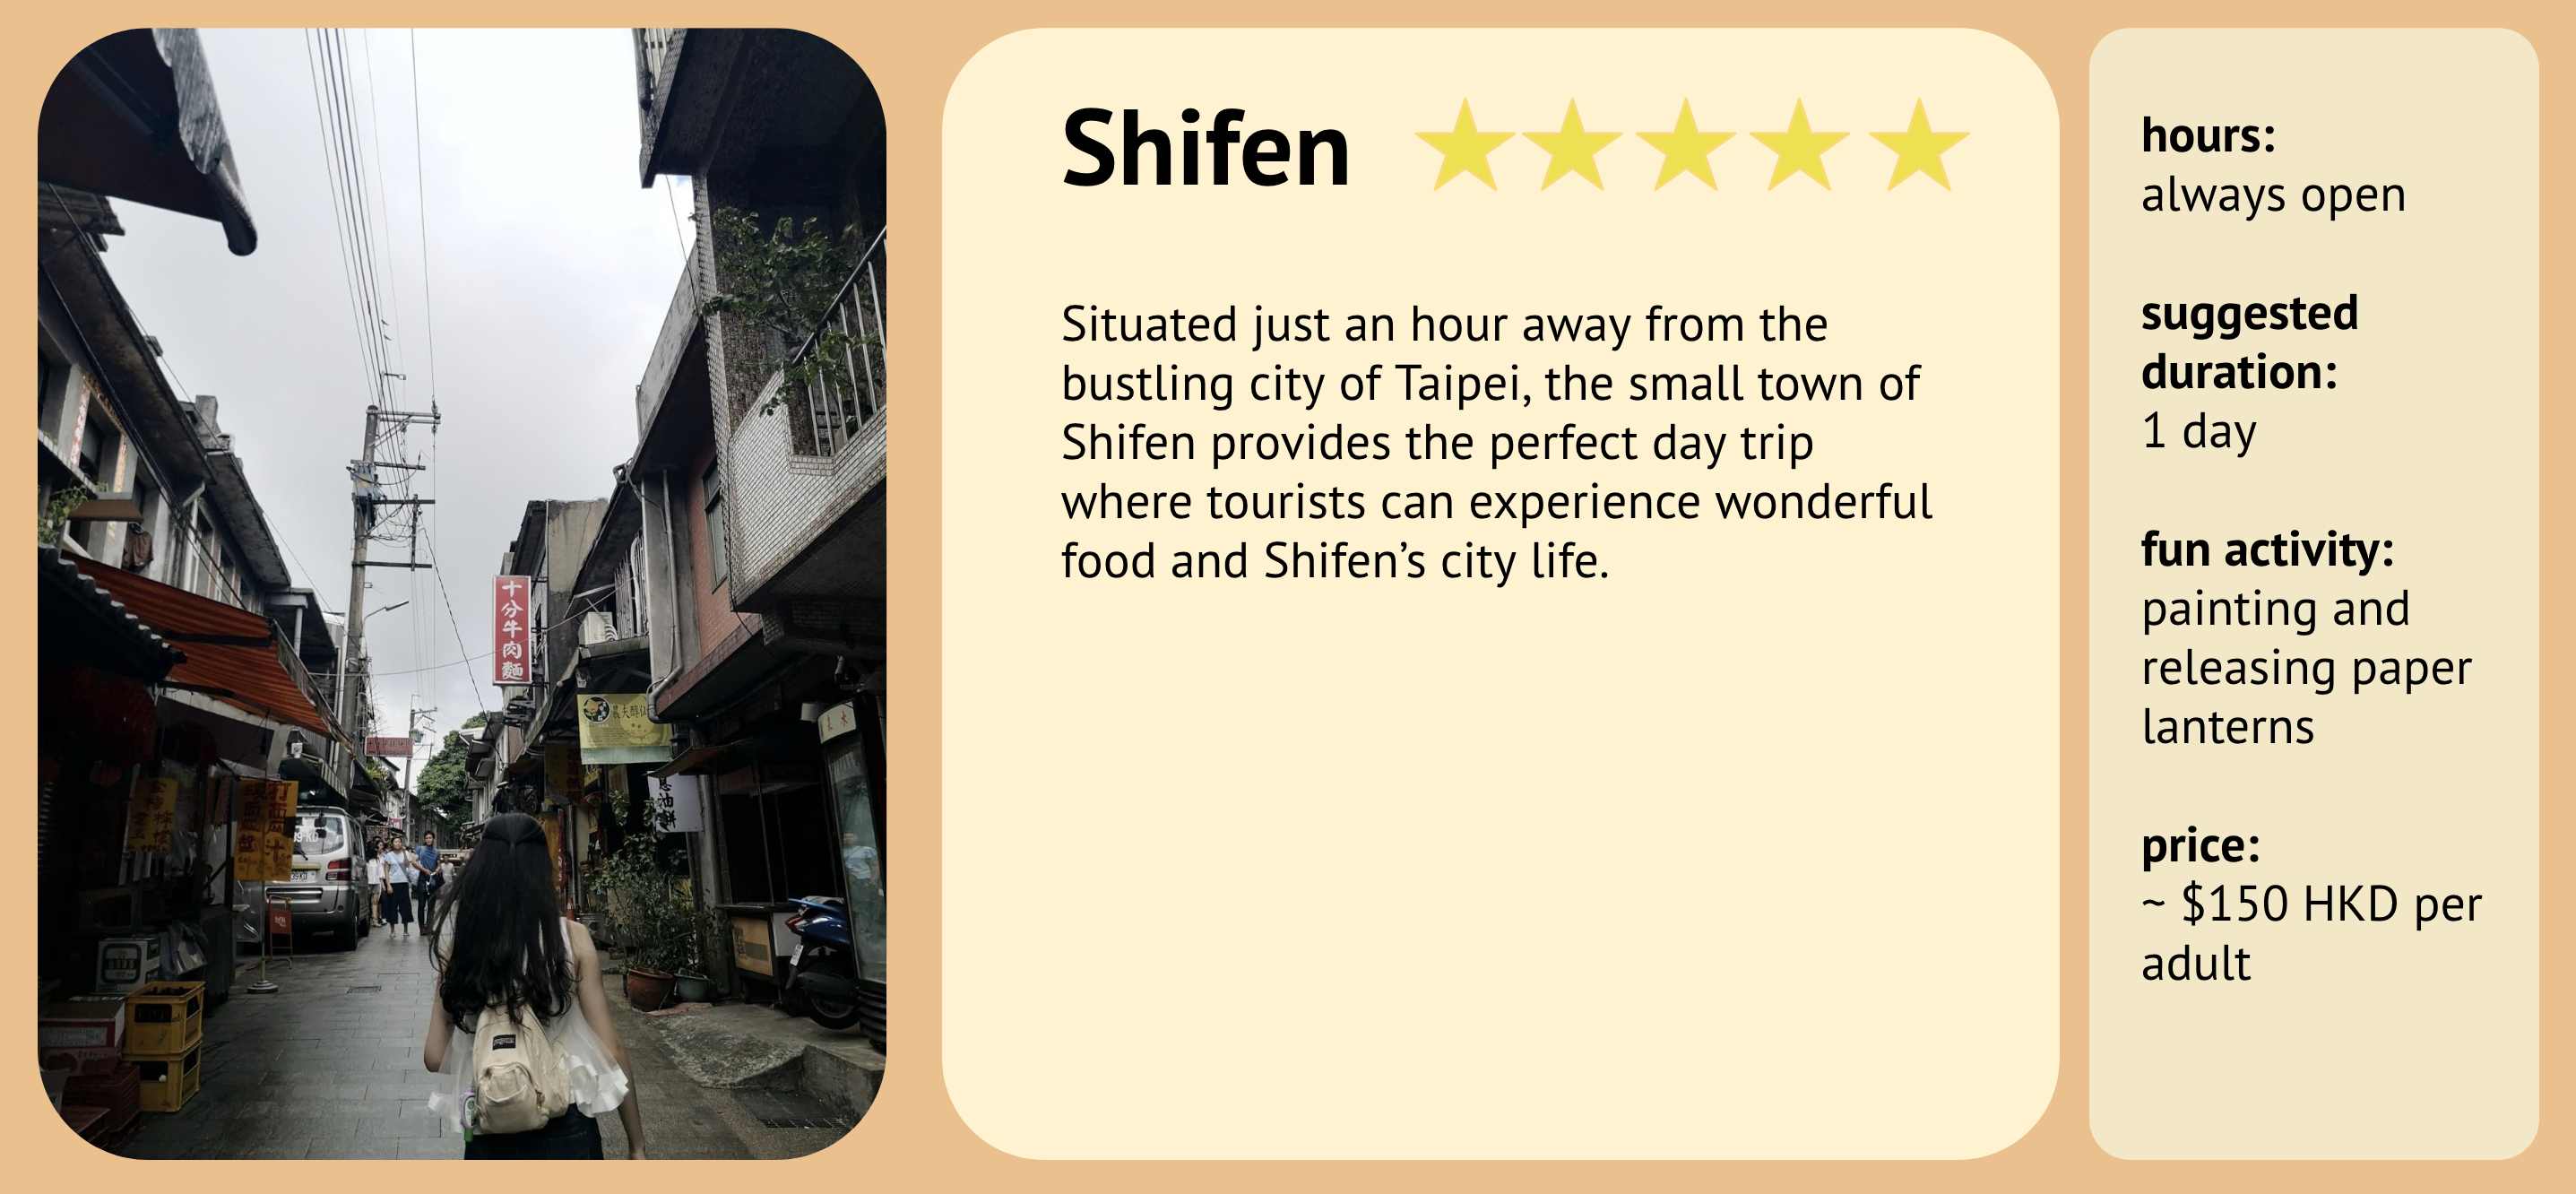 十分牛肉麵
Shifen
Situated just an hour away from the
bustling city of Taipei, the small town of
Shifen provides the perfect day trip
where tourists can experience wonderful
food and Shifen’s city life.
hours:
always open
suggested
duration:
1 day
fun activity:
painting and
releasing paper
lanterns
price:
~ $150 HKD per
adult